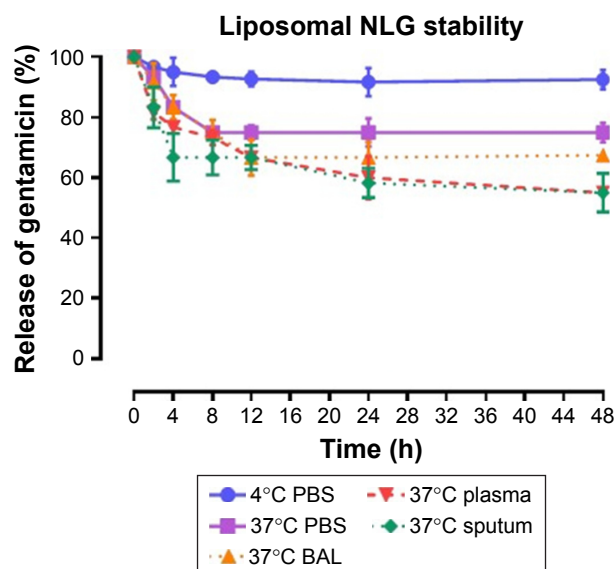 Liposomal NLG stability
Release of gentamicin (%)
100
80
60
40
20
0
0 4 8 12 16 20 24 28 32 36 40 44 48
Time (h)
4°C PBS
37°C plasma
37°C PBS
37°C sputum
37°C BAL